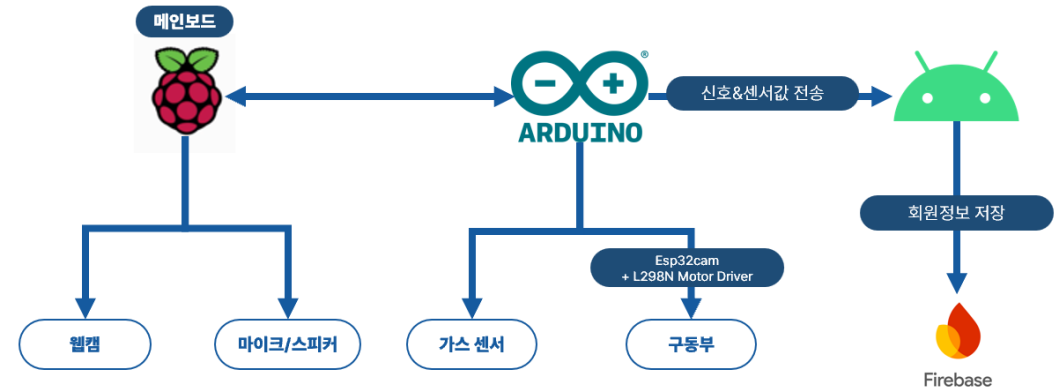 메인보드
ARDUINO
®
신호&센서값 전송
회원정보 저장
Esp32cam
+ L298N Motor Driver
웹캠
마이크/스피커
가스 센서
구동부
Firebase